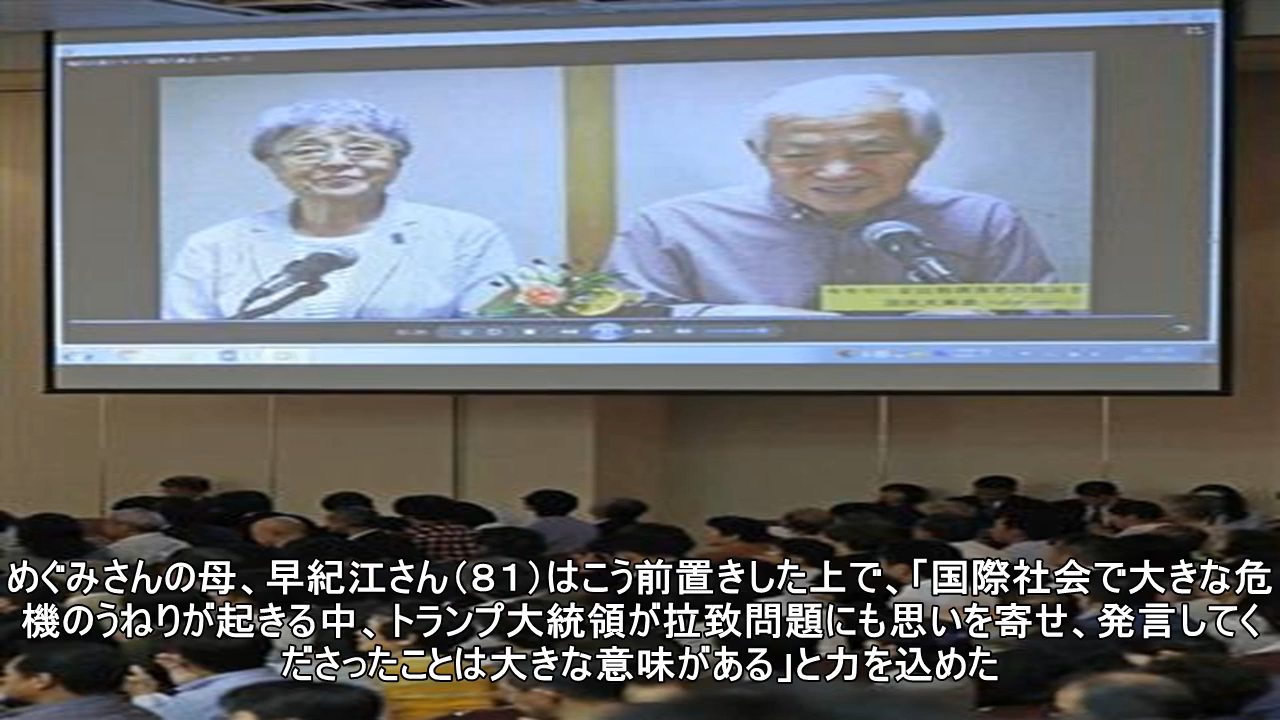 めぐみさんの母、早紀江さん（８１）はこう前置きした上で、「国際社会で大きな危
機のうねりが起きる中、トランプ大統領が拉致問題にも思いを寄せ、発言してく
ださったことは大きな意味がある」と力を込めた